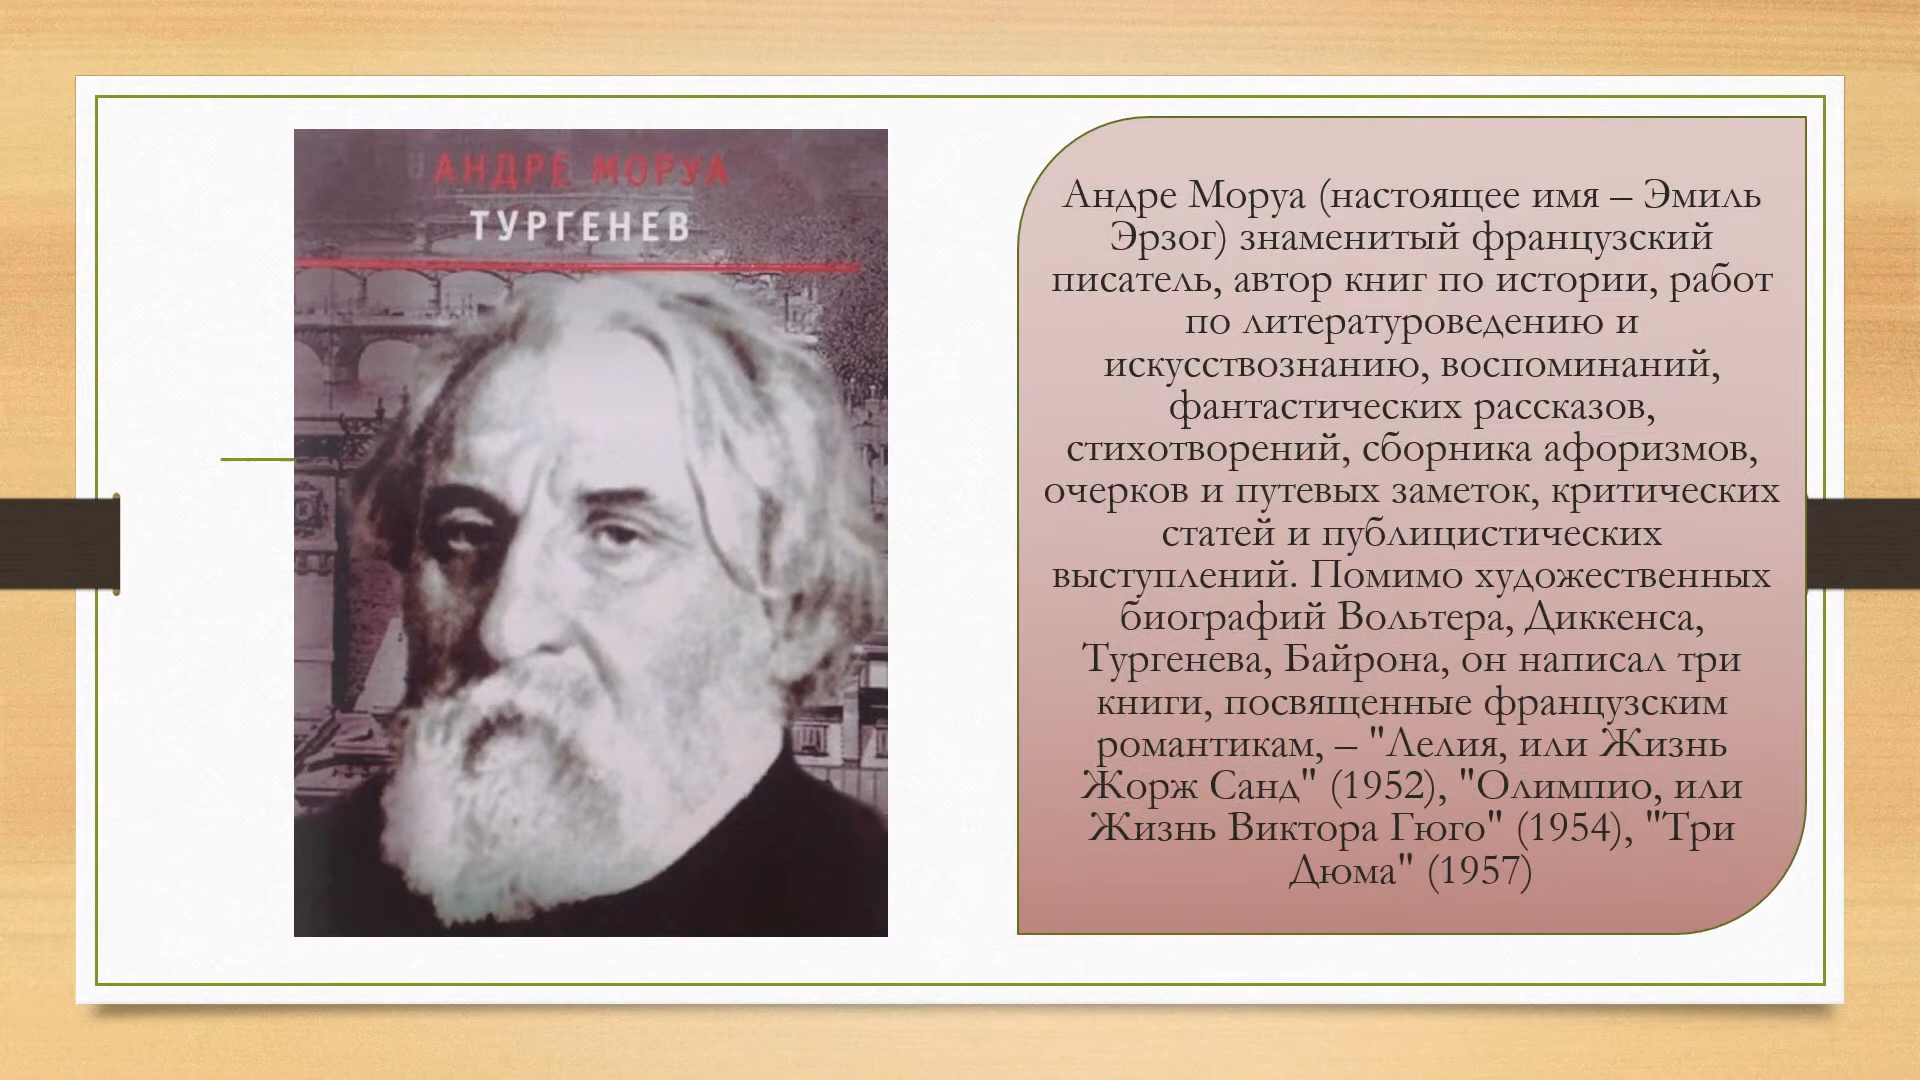 АНДРЕ МОРУА
ТУРГЕНЕВ
Андре Моруа (настоящее имя – Эмиль
Эрзог) знаменитый французский
писатель, автор книг по истории, работ
по литературоведению и
искусствознанию, воспоминаний,
фантастических рассказов,
стихотворений, сборника афоризмов,
очерков и путевых заметок, критических
статей и публицистических
выступлений. Помимо художественных
биографий Вольтера, Диккенса,
Тургенева, Байрона, он написал три
книги, посвященные французским
романтикам, – "Лелия, или Жизнь
Жорж Санд" (1952), "Олимпио, или
Жизнь Виктора Гюго" (1954), "Три
Дюма" (1957)